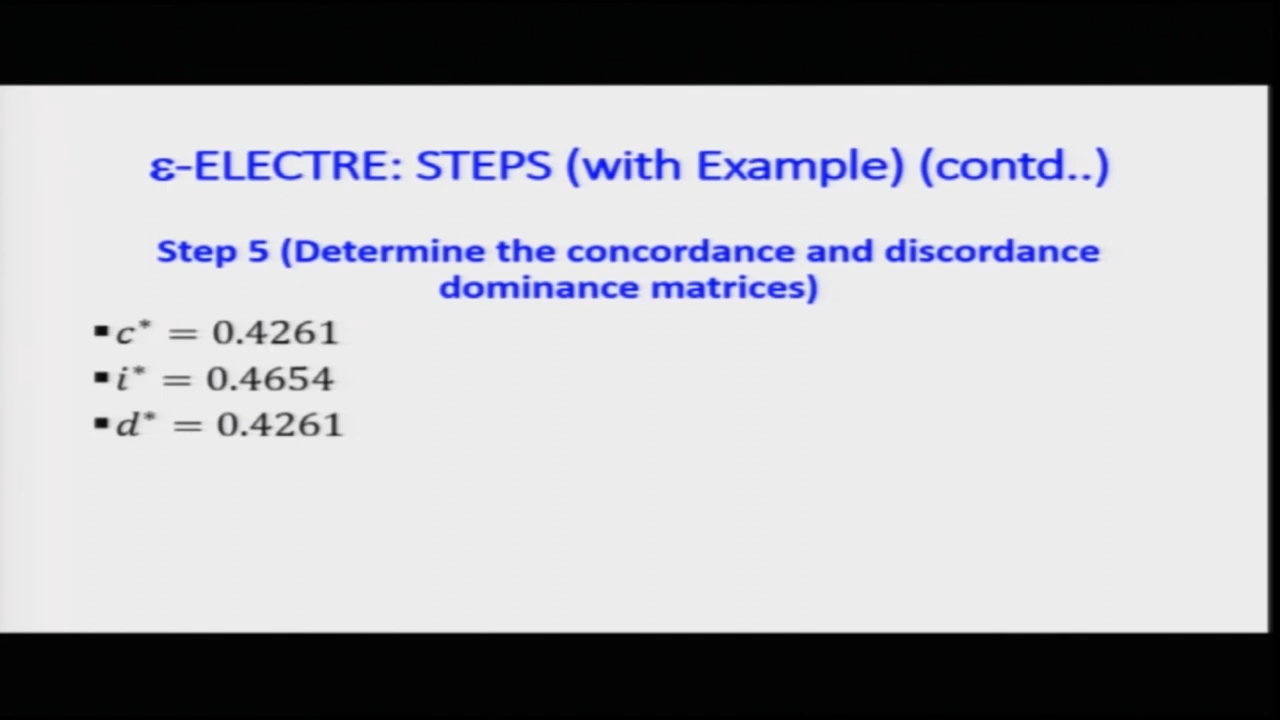 ε-ELECTRE: STEPS (with Example) (contd..)
Step 5 (Determine the concordance and discordance
dominance matrices)
▪ c* = 0.4261
▪ i* = 0.4654
▪ d* = 0.4261